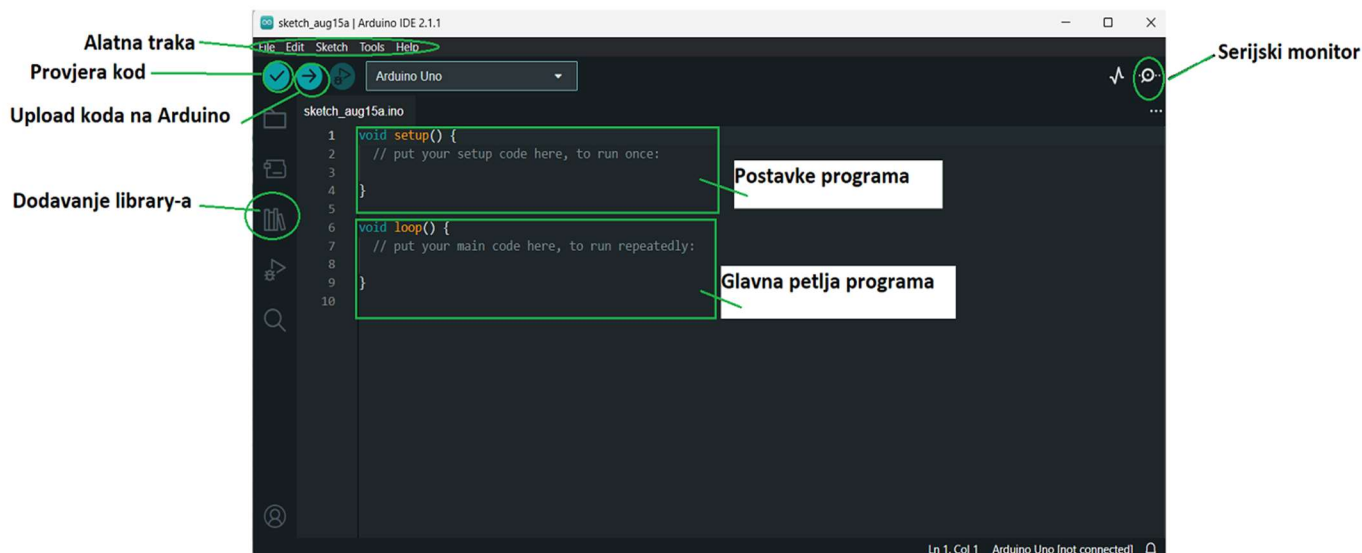 sketch_aug15a | Arduino IDE 2.1.1
Alatna traka
File Edit Sketch Tools Help
Serijski monitor
Provjera kod
Arduino Uno
Upload koda na Arduino
sketch_aug15a.ino
1 void setup() {
2 // put your setup code here, to run once:
3
Postavke programa
4 }
5
Dodavanje library-a
6 void loop() {
7 // put your main code here, to run repeatedly:
8
Glavna petlja programa
9 }
10
Ln 1, Col 1 Arduino Uno [not connected]